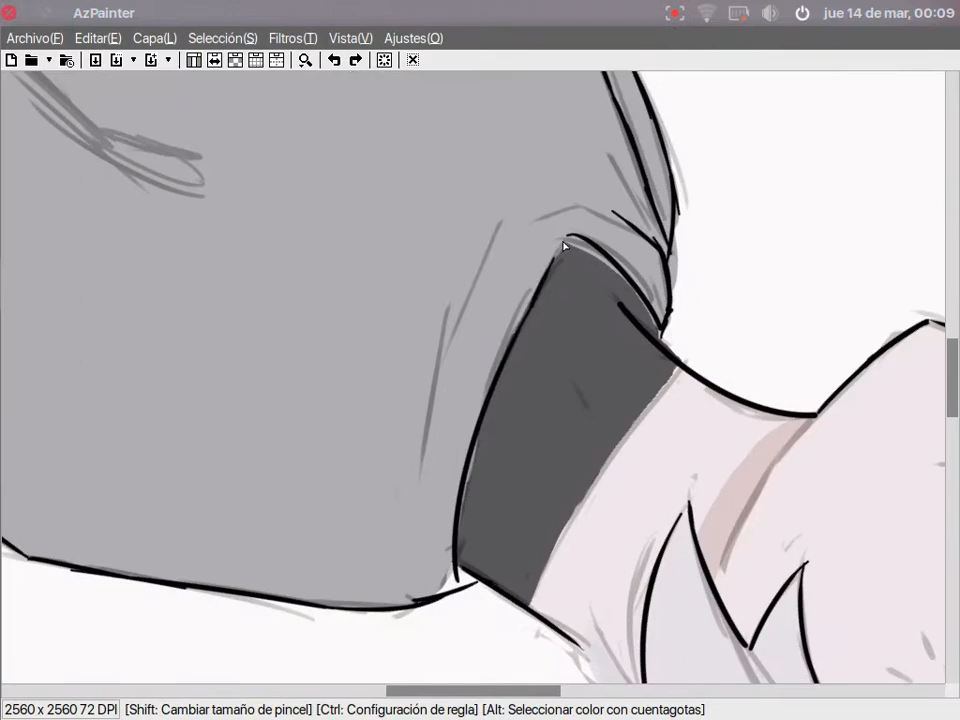 AzPainter
jue 14 de mar, 00:09
Archivo(F) Editar(E) Capa(L) Selección(S) Filtros(T) Vista(V) Ajustes(O)
2560 x 2560 72 DPI [Shift: Cambiar tamaño de pincel] [Ctrl: Configuración de regla] [Alt: Seleccionar color con cuentagotas]